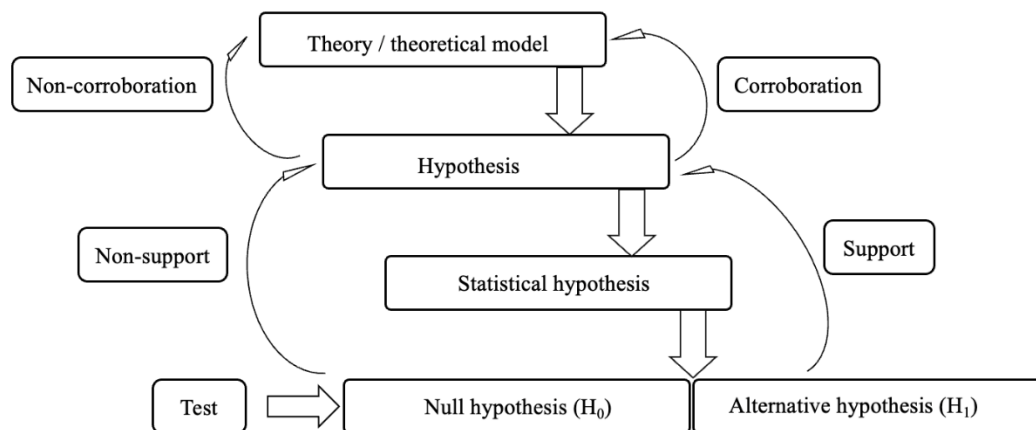 Theory / theoretical model
Non-corroboration
Corroboration
Hypothesis
Non-support
Support
Statistical hypothesis
Test
Null hypothesis (H₀)
Alternative hypothesis (H₁)